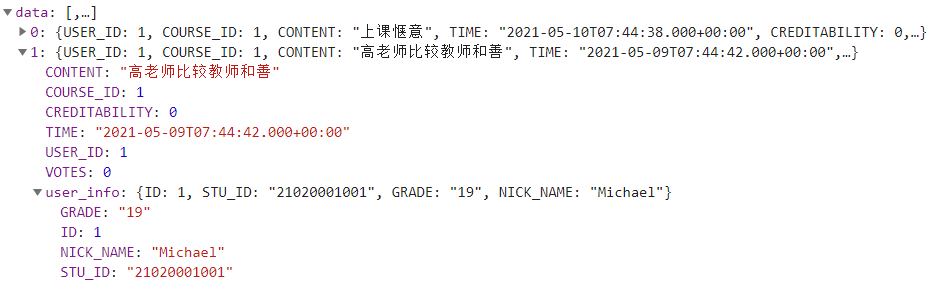 data: [,…]
0: {USER_ID: 1, COURSE_ID: 1, CONTENT: "上课惬意", TIME: "2021-05-10T07:44:38.000+00:00", CREDITABILITY: 0,…}
1: {USER_ID: 1, COURSE_ID: 1, CONTENT: "高老师比较教师和善", TIME: "2021-05-09T07:44:42.000+00:00",…}
CONTENT: "高老师比较教师和善"
COURSE_ID: 1
CREDITABILITY: 0
TIME: "2021-05-09T07:44:42.000+00:00"
USER_ID: 1
VOTES: 0
user_info: {ID: 1, STU_ID: "21020001001", GRADE: "19", NICK_NAME: "Michael"}
GRADE: "19"
ID: 1
NICK_NAME: "Michael"
STU_ID: "21020001001"